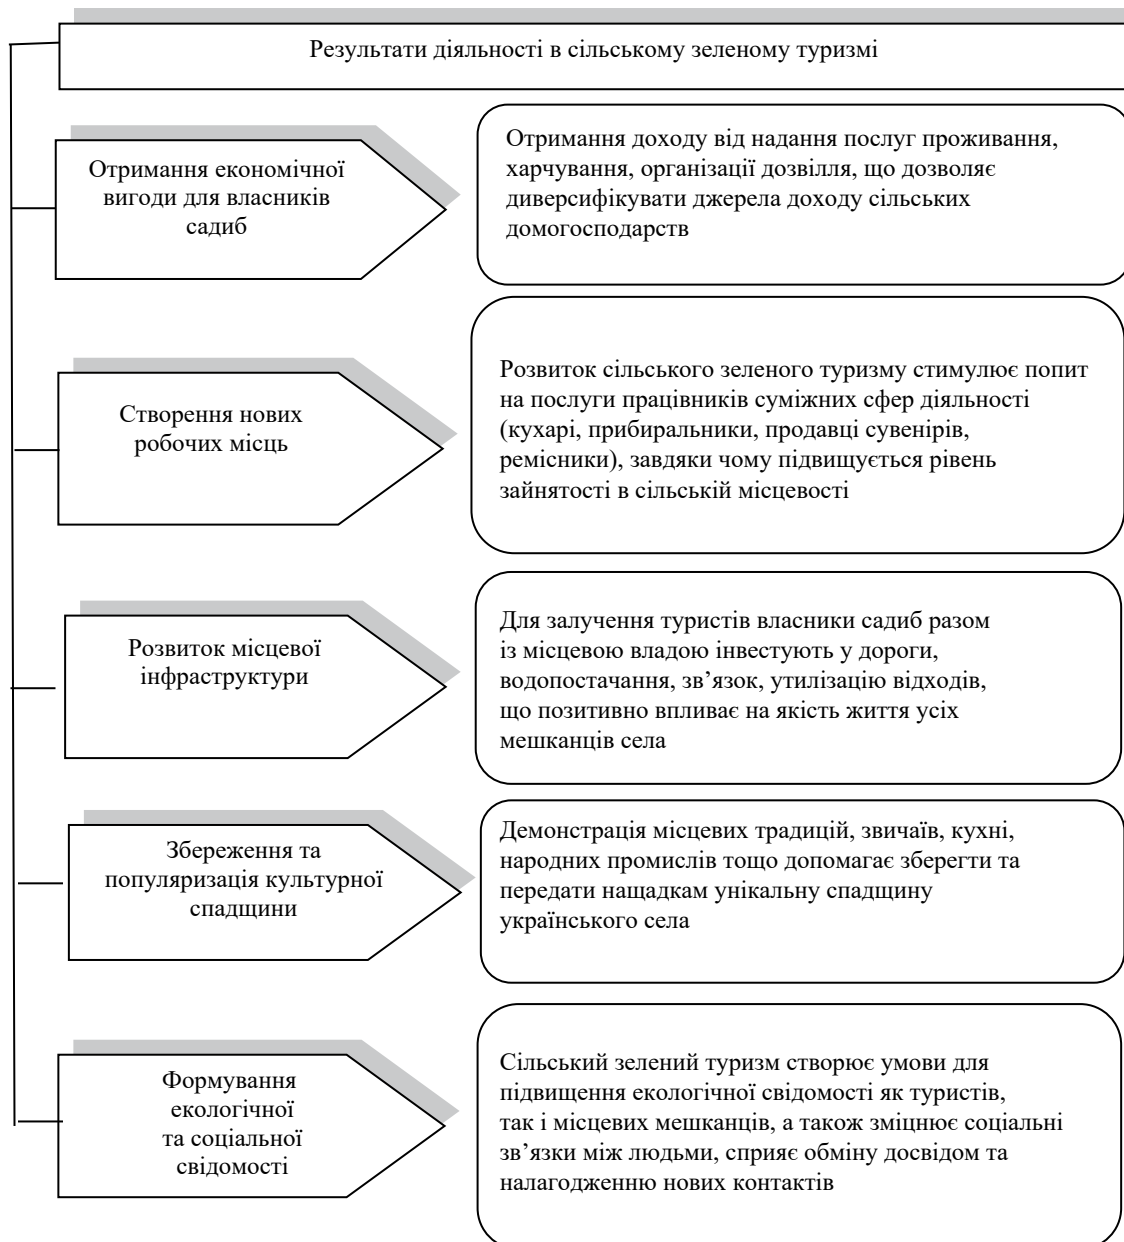 Результати діяльності в сільському зеленому туризмі
Отримання економічної
вигоди для власників
садиб
Отримання доходу від надання послуг проживання,
харчування, організації дозвілля, що дозволяє
диверсифікувати джерела доходу сільських
домогосподарств
Створення нових
робочих місць
Розвиток сільського зеленого туризму стимулює попит
на послуги працівників суміжних сфер діяльності
(кухарі, прибиральники, продавці сувенірів,
ремісники), завдяки чому підвищується рівень
зайнятості в сільській місцевості
Розвиток місцевої
інфраструктури
Для залучення туристів власники садиб разом
із місцевою владою інвестують у дороги,
водопостачання, зв’язок, утилізацію відходів,
що позитивно впливає на якість життя усіх
мешканців села
Збереження та
популяризація культурної
спадщини
Демонстрація місцевих традицій, звичаїв, кухні,
народних промислів тощо допомагає зберегти та
передати нащадкам унікальну спадщину
українського села
Формування
екологічної
та соціальної
свідомості
Сільський зелений туризм створює умови для
підвищення екологічної свідомості як туристів,
так і місцевих мешканців, а також зміцнює соціальні
зв’язки між людьми, сприяє обміну досвідом та
налагодженню нових контактів